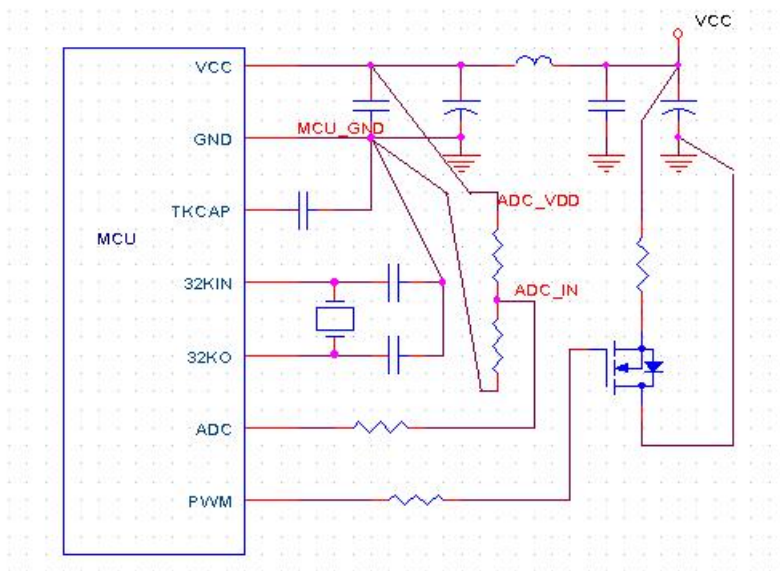 VCC
VCC
MCU_GND
GND
ADC_VDD
TKCAP
MCU
32KIN
ADC_IN
32KO
ADC
PWM